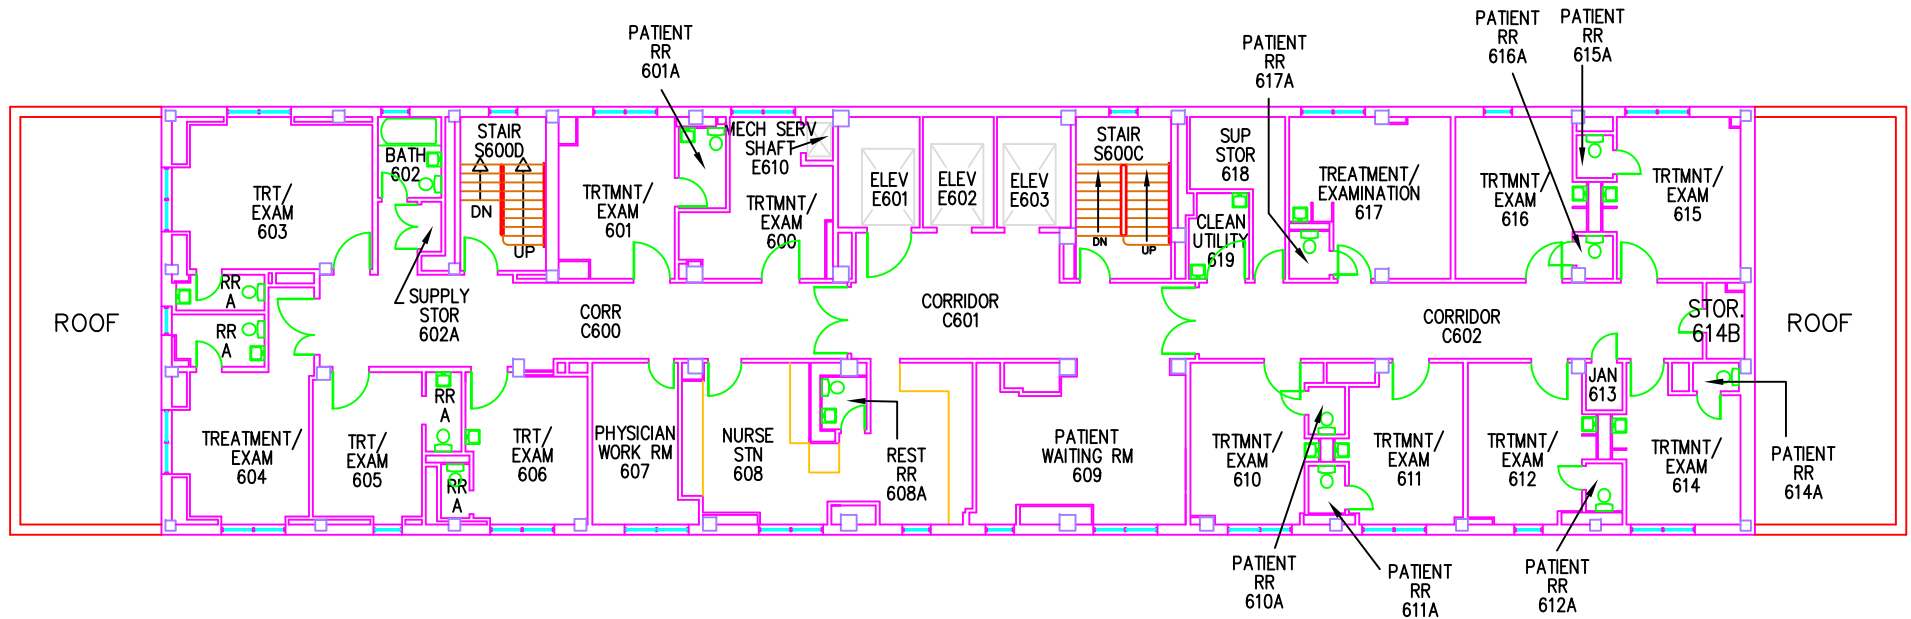 PATIENT
RR
601A
PATIENT
RR
617A
PATIENT
RR
616A
PATIENT
RR
615A
ROOF
TRT/
EXAM
603
BATH
602
STAIR
S600D
DN
UP
TRTMNT/
EXAM
601
MECH SERV
SHAFT
E610
TRTMNT/
EXAM
600
ELEV
E601
ELEV
E602
ELEV
E603
STAIR
S600C
DN
UP
SUP
STOR
618
CLEAN
UTILITY
619
TREATMENT/
EXAMINATION
617
TRTMNT/
EXAM
616
TRTMNT/
EXAM
615
RR
A
RR
A
SUPPLY
STOR
602A
CORR
C600
CORRIDOR
C601
CORRIDOR
C602
STOR.
614B
ROOF
TREATMENT/
EXAM
604
TRT/
EXAM
605
RR
A
RR
A
TRT/
EXAM
606
PHYSICIAN
WORK RM
607
NURSE
STN
608
REST
RR
608A
PATIENT
WAITING RM
609
TRTMNT/
EXAM
610
TRTMNT/
EXAM
611
TRTMNT/
EXAM
612
JAN
613
TRTMNT/
EXAM
614
PATIENT
RR
614A
PATIENT
RR
610A
PATIENT
RR
611A
PATIENT
RR
612A